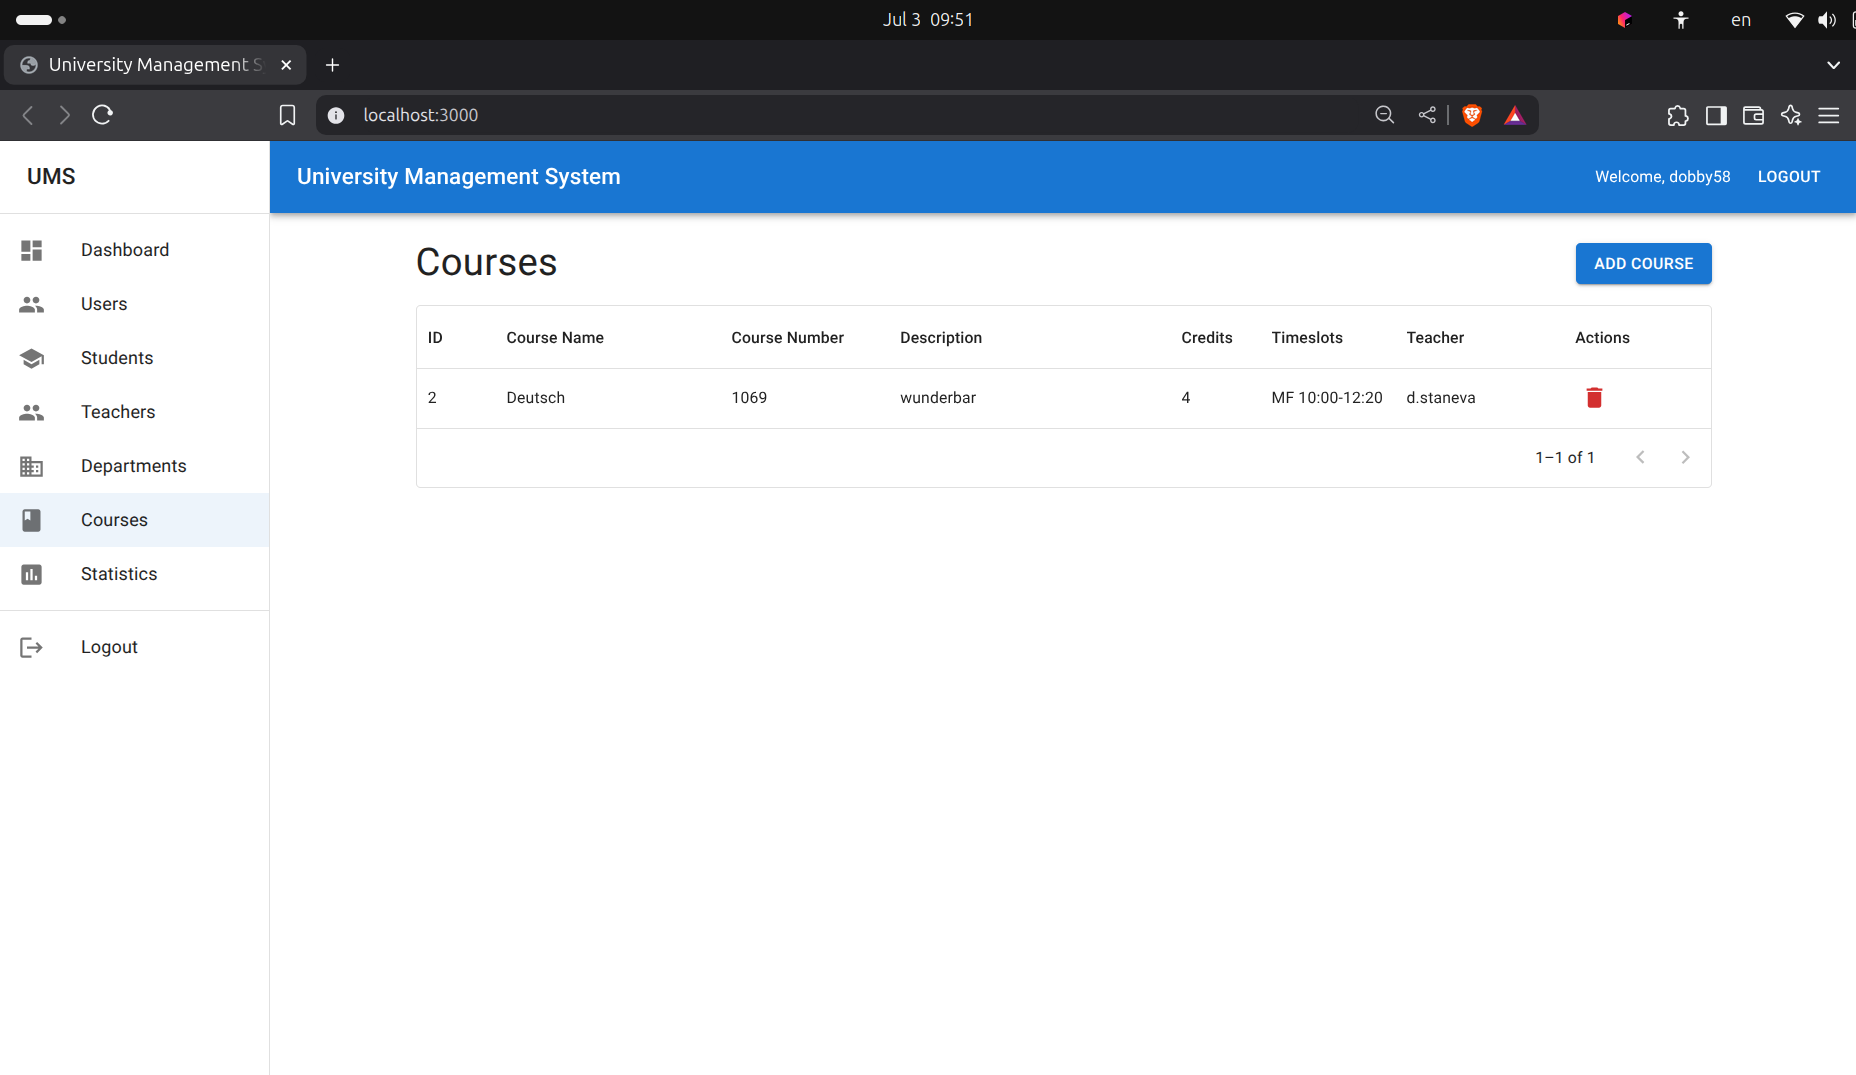 Jul 3 09:51
en
University Management S
localhost:3000
UMS
University Management System
Welcome, dobby58
LOGOUT
Dashboard
Users
Students
Teachers
Departments
Courses
Statistics
Logout
Courses
ADD COURSE
ID Course Name Course Number Description Credits Timeslots Teacher Actions
2 Deutsch 1069 wunderbar 4 MF 10:00-12:20 d.staneva
1–1 of 1